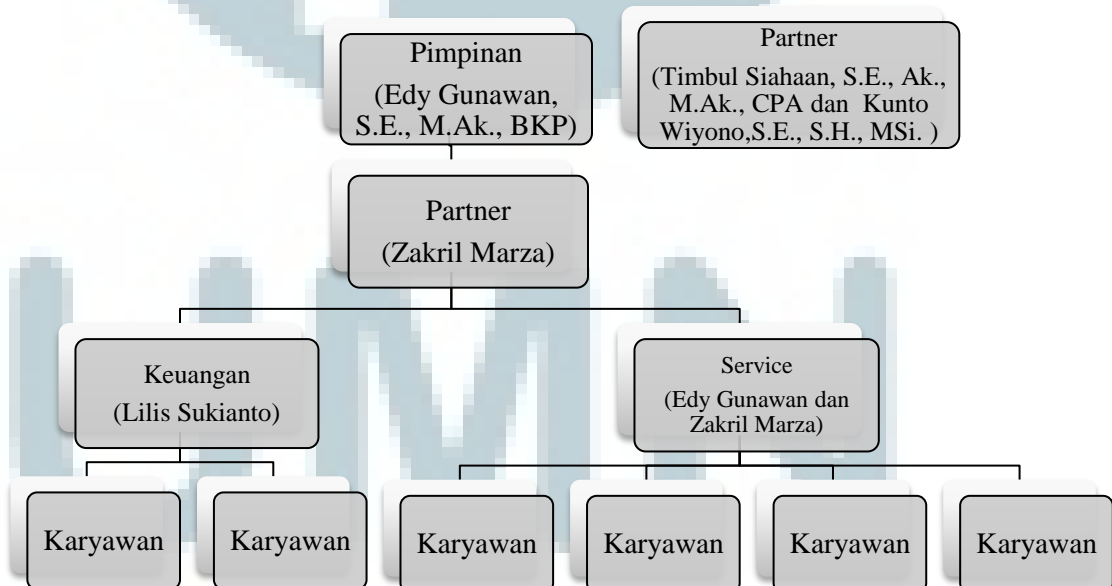 Pimpinan
(Edy Gunawan,
S.E., M.Ak., BKP)
Partner
(Timbul Siahaan, S.E., Ak.,
M.Ak., CPA dan Kunto
Wiyono,S.E., S.H., MSi. )
Partner
(Zakril Marza)
Keuangan
(Lilis Sukianto)
Service
(Edy Gunawan dan
Zakril Marza)
Karyawan
Karyawan
Karyawan
Karyawan
Karyawan
Karyawan
UMN